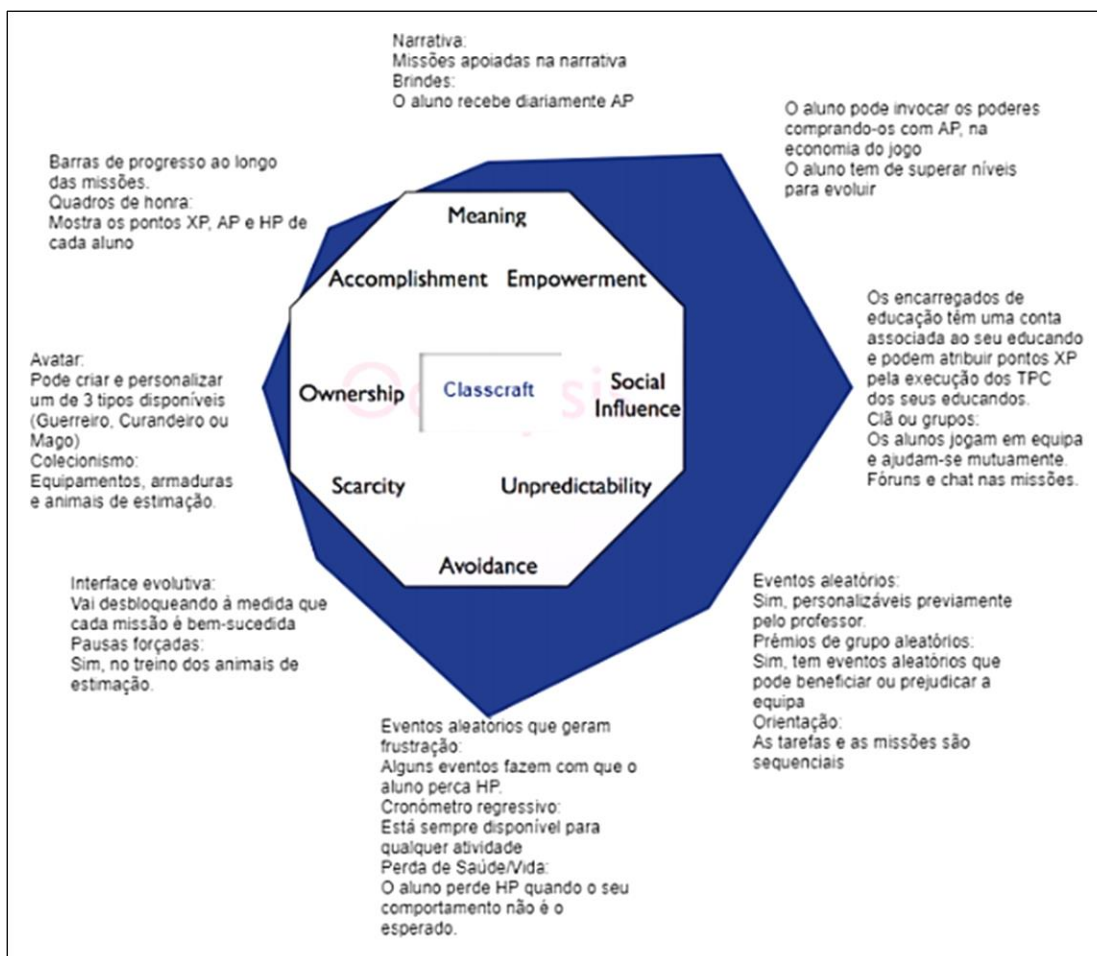 Narrativa:
Missões apoiadas na narrativa
Brindes:
O aluno recebe diariamente AP
O aluno pode invocar os poderes
comprando-os com AP, na
economia do jogo
O aluno tem de superar níveis
para evoluir
Barras de progresso ao longo
das missões.
Quadros de honra:
Mostra os pontos XP, AP e HP de
cada aluno
Meaning
Accomplishment
Empowerment
Os encarregados de
educação têm uma conta
associada ao seu educando
e podem atribuir pontos XP
pela execução dos TPC
dos seus educandos.
Clã ou grupos:
Os alunos jogam em equipa
e ajudam-se mutuamente.
Fóruns e chat nas missões.
Avatar:
Pode criar e personalizar
um de 3 tipos disponíveis
(Guerreiro, Curandeiro ou
Mago)
Colecionismo:
Equipamentos, armaduras
e animais de estimação.
Ownership
Classcraft
Social
Influence
Scarcity
Unpredictability
Avoidance
Interface evolutiva:
Vai desbloqueando á medida que
cada missão é bem-sucedida
Pausas forçadas:
Sim, no treino dos animais de
estimação.
Eventos aleatórios:
Sim, personalizáveis previamente
pelo professor.
Prêmios de grupo aleatórios:
Sim, tem eventos aleatórios que
pode beneficiar ou prejudicar a
equipa
Orientação:
As tarefas e as missões são
sequenciais
Eventos aleatórios que geram
frustração:
Alguns eventos fazem com que o
aluno perca HP.
Cronómetro regressivo:
Está sempre disponível para
qualquer atividade
Perda de Saúde/Vida:
O aluno perde HP quando o seu
comportamento não é o
esperado.